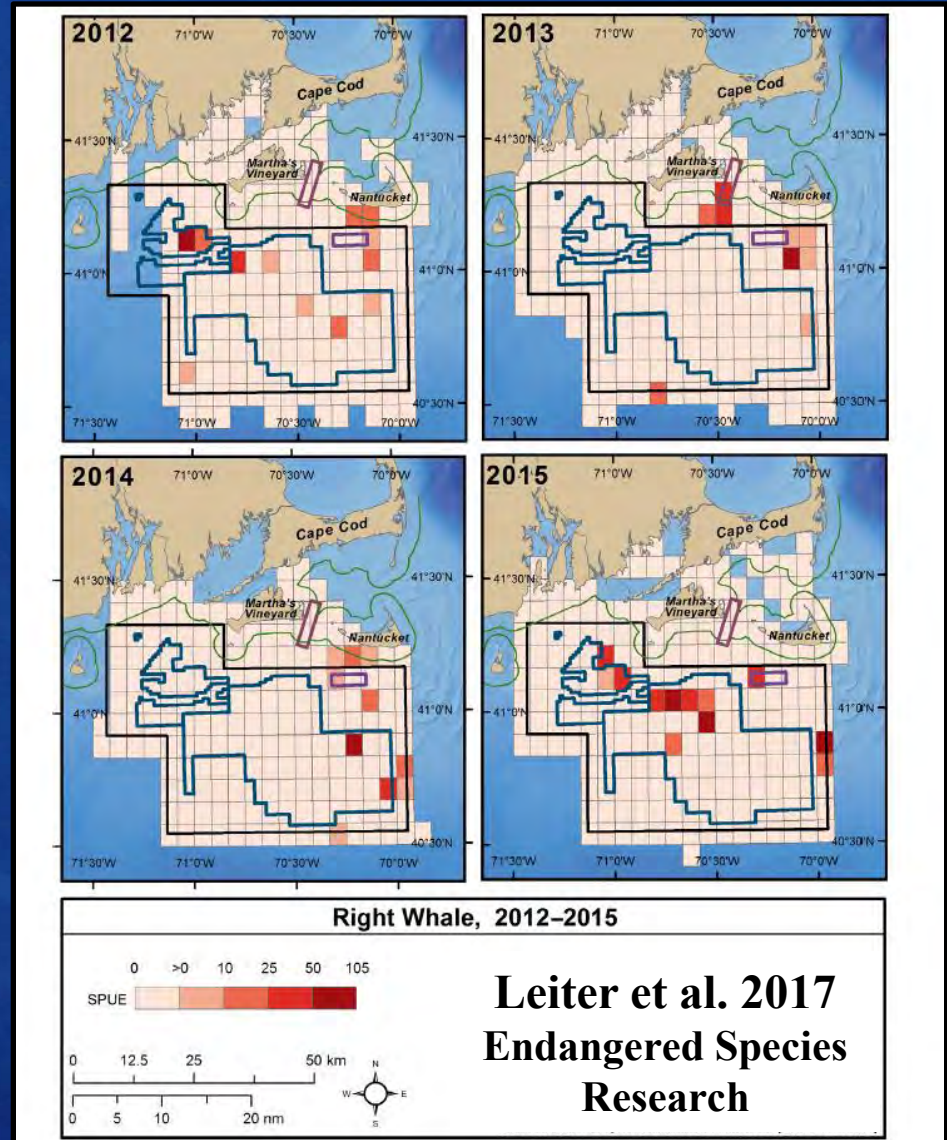 2012
71°0'W
70°30'W
70°0'W
Cape Cod
41°30'N
41°30'N
Martha's
Vineyard
Nantucket
41°0'N
41°0'N
40°30'N
71°30'W
71°0'W
70°30'W
70°0'W
2013
71°0'W
70°30'W
70°0'W
Cape Cod
41°30'N
41°30'N
Martha's
Vineyard
Nantucket
41°0'N
41°0'N
40°30'N
71°30'W
71°0'W
70°30'W
70°0'W
2014
71°0'W
70°30'W
70°0'W
Cape Cod
41°30'N
41°30'N
Martha's
Vineyard
Nantucket
41°0'N
41°0'N
40°30'N
71°30'W
71°0'W
70°30'W
70°0'W
2015
71°0'W
70°30'W
70°0'W
Cape Cod
41°30'N
41°30'N
Martha's
Vineyard
Nantucket
41°0'N
41°0'N
40°30'N
71°30'W
71°0'W
70°30'W
70°0'W
Right Whale, 2012–2015
0 >0 10 25 50 105
SPUE
0 12.5 25 50 km
0 5 10 20 nm
N
W E
S
Leiter et al. 2017
Endangered Species
Research